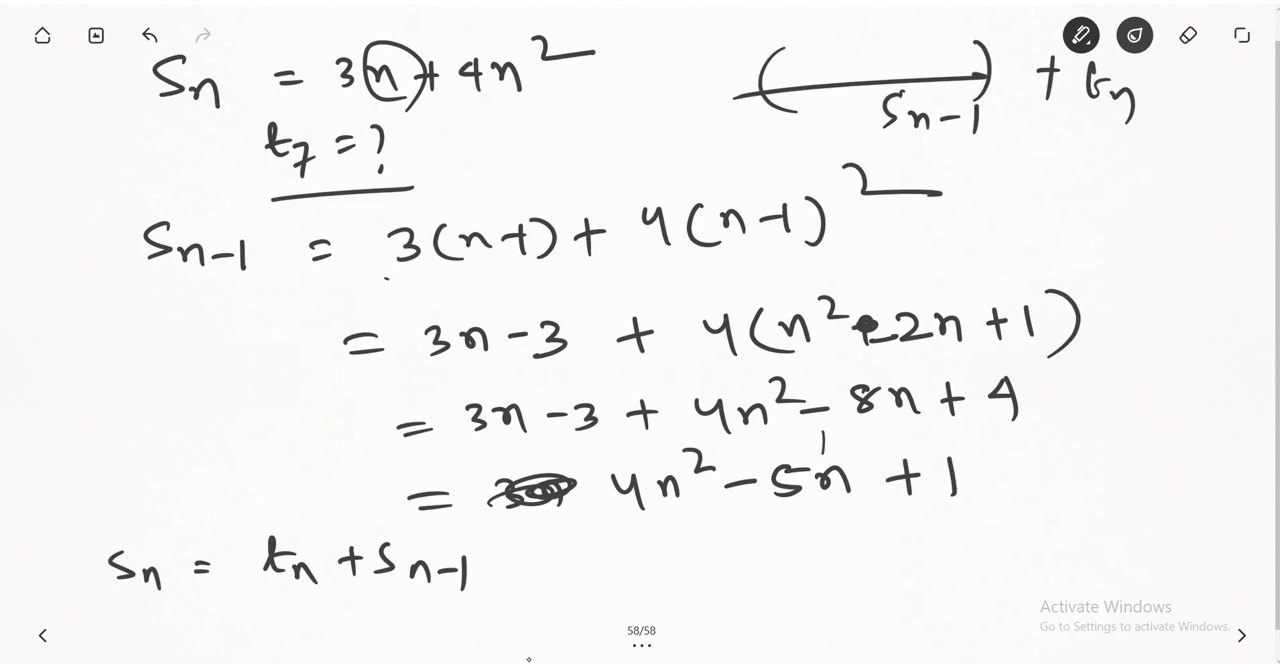 Sn = 3n + 4n²
( ) + tn
Sn-1
t7 = ?
Sn-1 = 3(n-1) + 4(n-1)²
= 3n - 3 + 4(n² - 2n + 1)
= 3n - 3 + 4n² - 8n + 4
= 4n² - 5n + 1
Sn = tn + Sn-1
Activate Windows
Go to Settings to activate Windows.
58/58